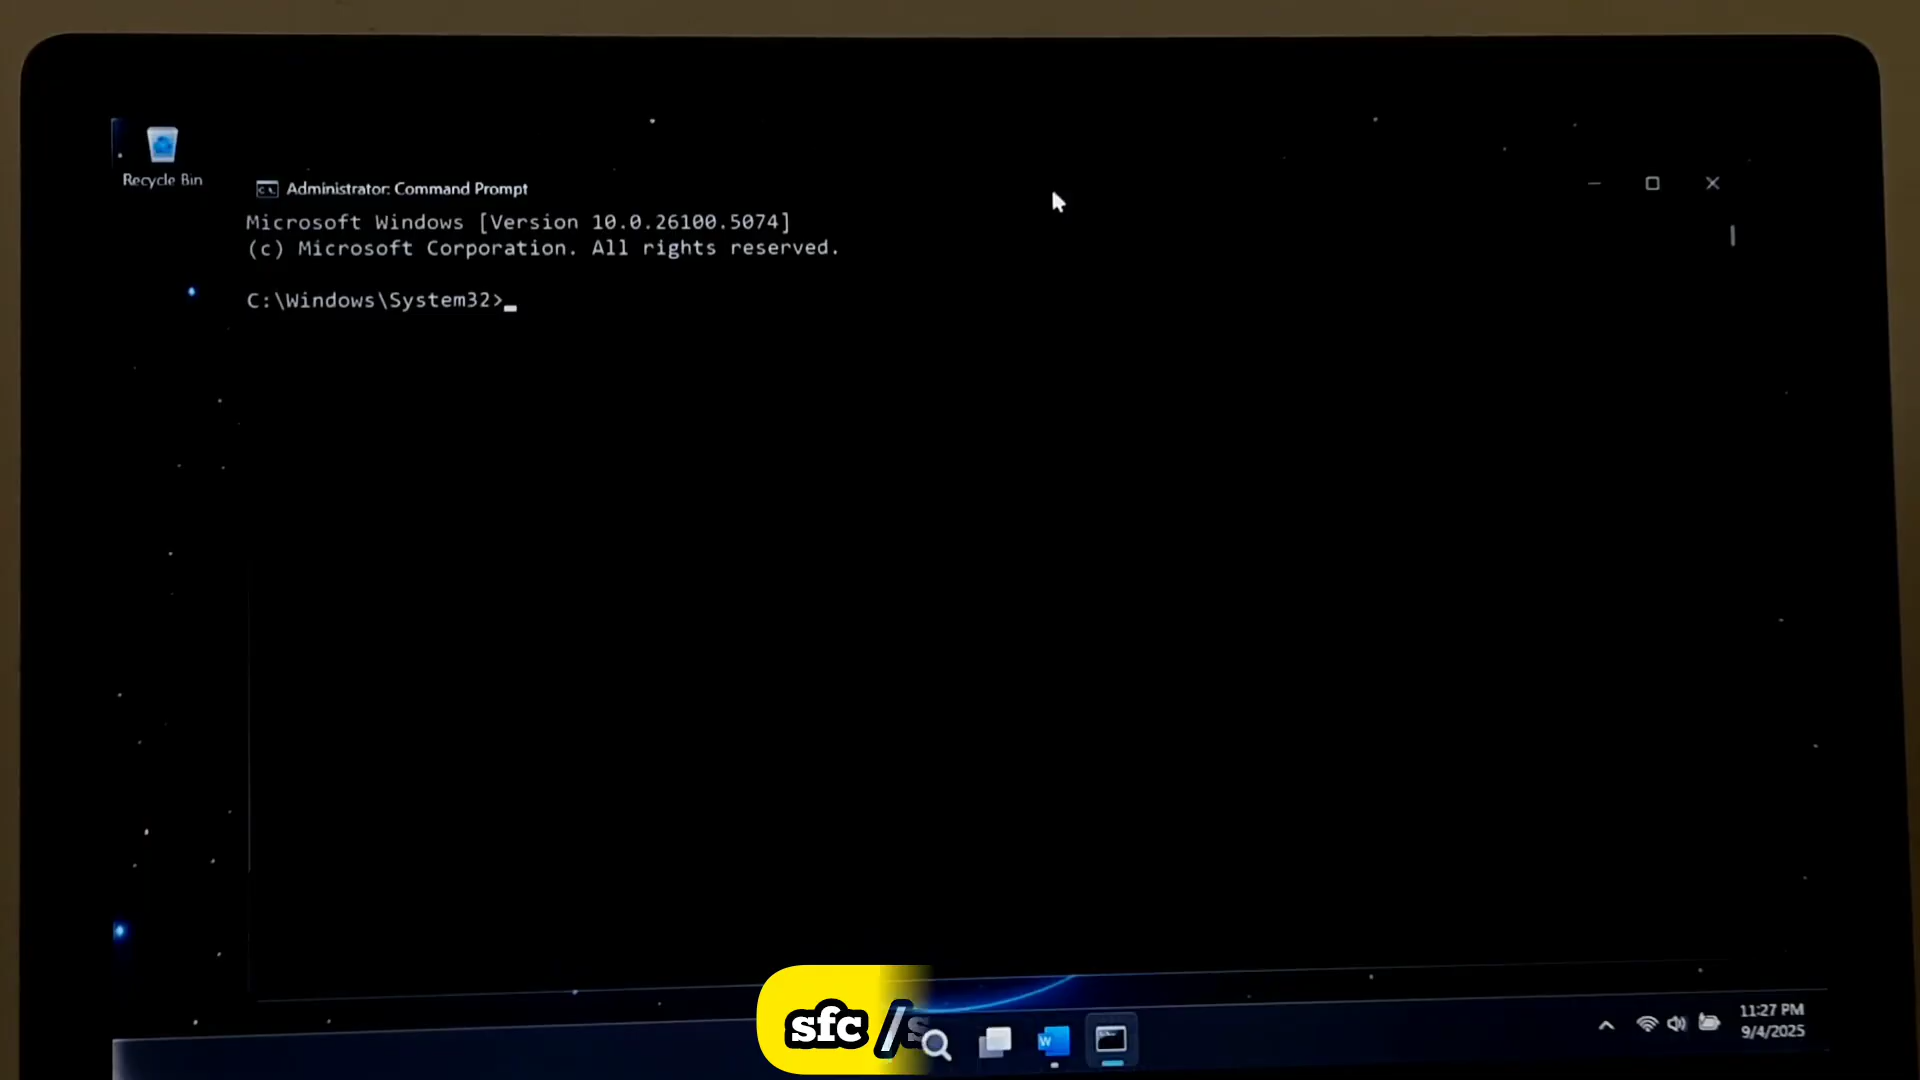 Recycle Bin
Administrator: Command Prompt
Microsoft Windows [Version 10.0.26100.5074]
(c) Microsoft Corporation. All rights reserved.
C:\Windows\System32>
sfc /s
11:27 PM
9/4/2025